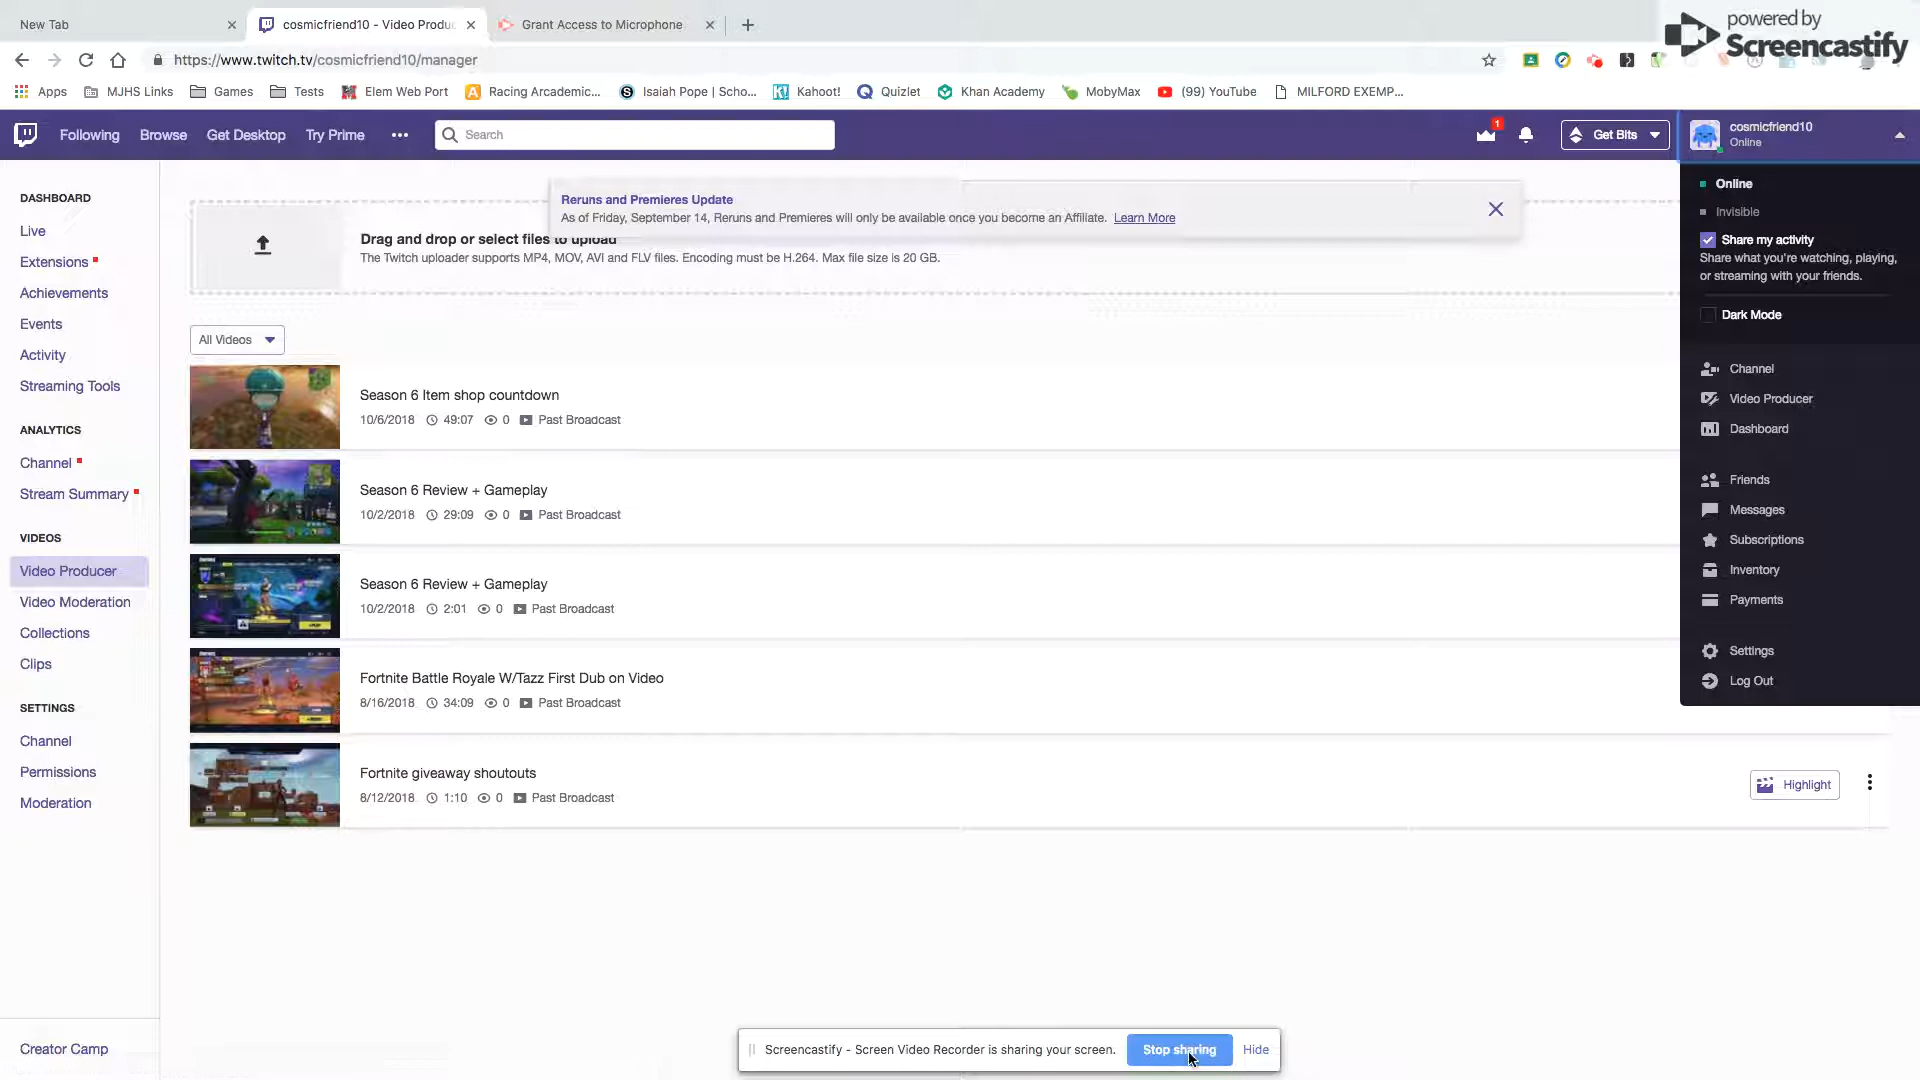 New Tab
cosmicfriend10 - Video Produc
Grant Access to Microphone
powered by
Screencastify
https://www.twitch.tv/cosmicfriend10/manager
Apps
MJHS Links
Games
Tests
Elem Web Port
Racing Arcademic...
Isaiah Pope | Scho...
Kahoot!
Quizlet
Khan Academy
MobyMax
(99) YouTube
MILFORD EXEMP...
Following
Browse
Get Desktop
Try Prime
Search
1
Get Bits
cosmicfriend10
Online
DASHBOARD
Live
Extensions
Achievements
Events
Activity
Streaming Tools
ANALYTICS
Channel
Stream Summary
VIDEOS
Video Producer
Video Moderation
Collections
Clips
SETTINGS
Channel
Permissions
Moderation
Creator Camp
Reruns and Premieres Update
As of Friday, September 14, Reruns and Premieres will only be available once you become an Affiliate. Learn More
Drag and drop or select files to upload
The Twitch uploader supports MP4, MOV, AVI and FLV files. Encoding must be H.264. Max file size is 20 GB.
All Videos
Season 6 Item shop countdown
10/6/2018 49:07 0 Past Broadcast
Season 6 Review + Gameplay
10/2/2018 29:09 0 Past Broadcast
Season 6 Review + Gameplay
10/2/2018 2:01 0 Past Broadcast
Fortnite Battle Royale W/Tazz First Dub on Video
8/16/2018 34:09 0 Past Broadcast
Fortnite giveaway shoutouts
8/12/2018 1:10 0 Past Broadcast
Highlight
Online
Invisible
Share my activity
Share what you're watching, playing,
or streaming with your friends.
Dark Mode
Channel
Video Producer
Dashboard
Friends
Messages
Subscriptions
Inventory
Payments
Settings
Log Out
Screencastify - Screen Video Recorder is sharing your screen.
Stop sharing
Hide